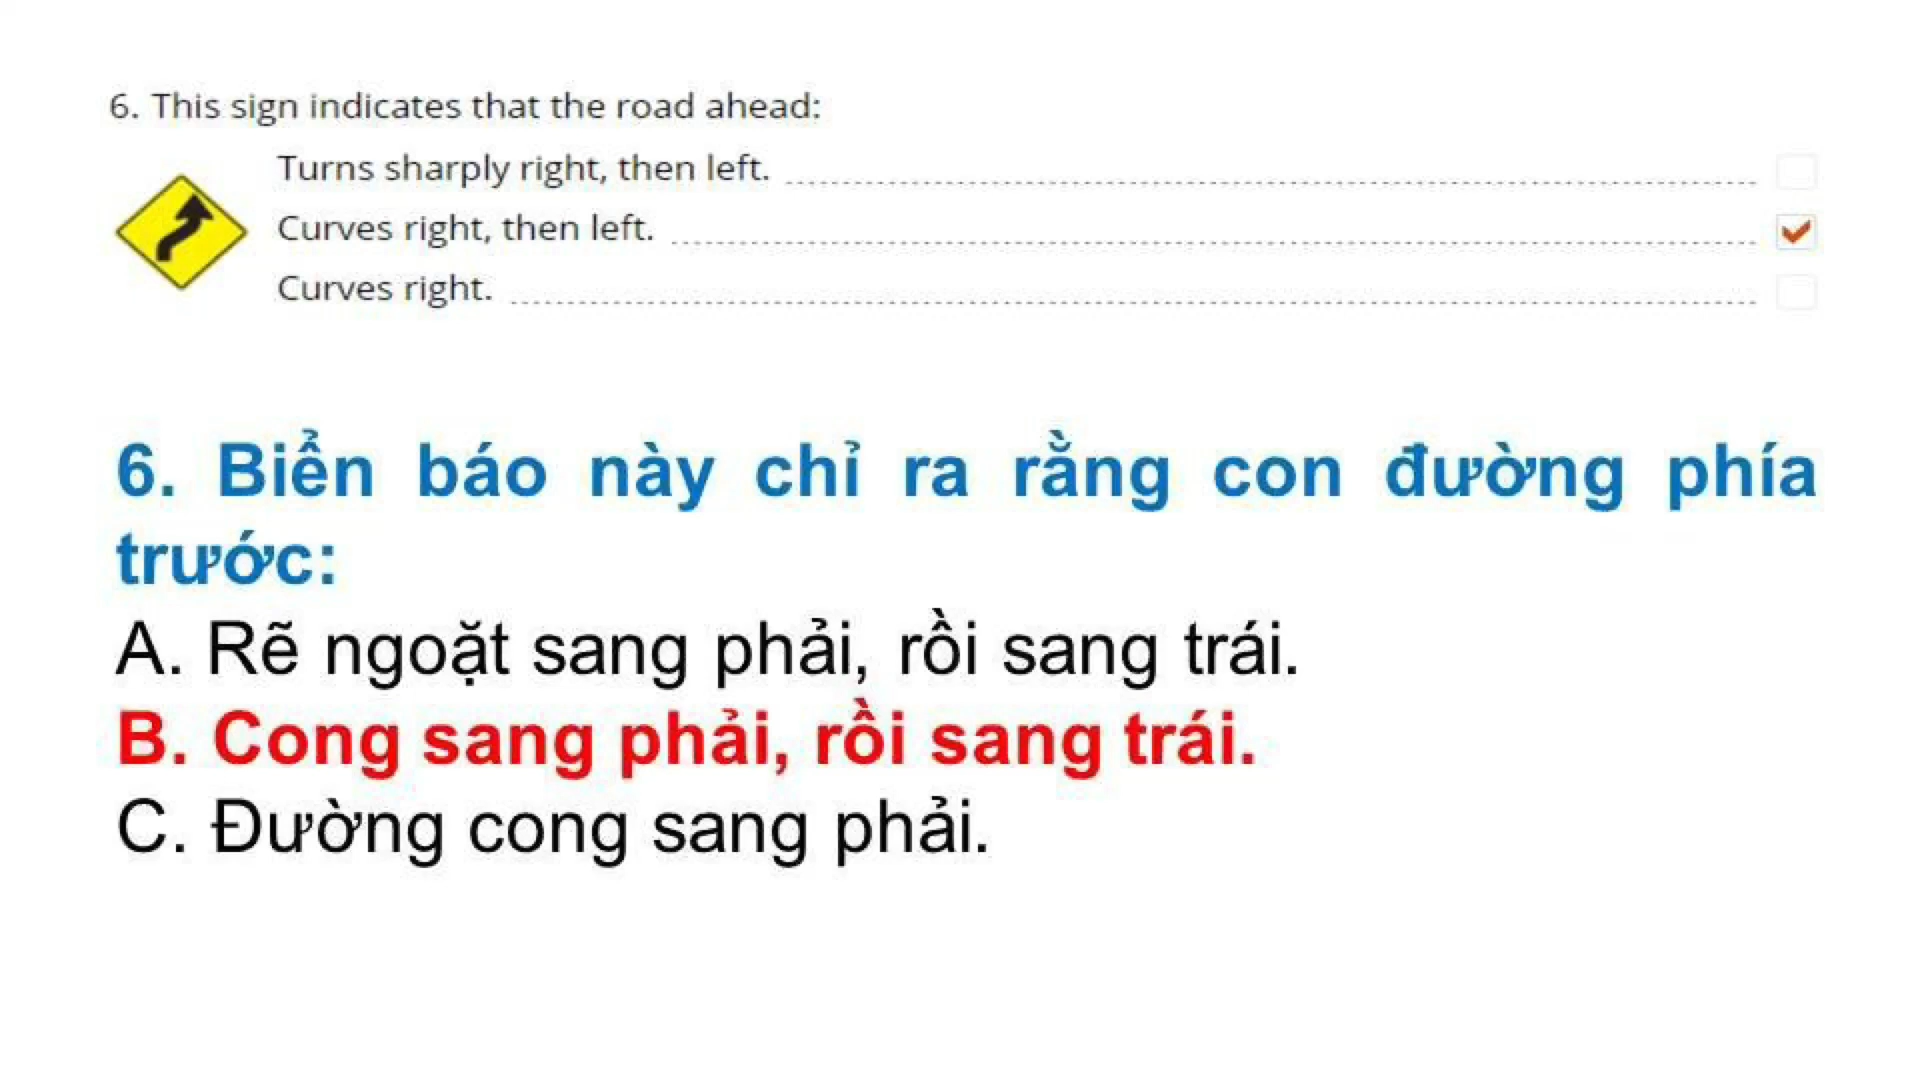 6. This sign indicates that the road ahead:
Turns sharply right, then left.
Curves right, then left.
Curves right.
6. Biển báo này chỉ ra rằng con đường phía
trước:
A. Rẽ ngoặt sang phải, rồi sang trái.
B. Cong sang phải, rồi sang trái.
C. Đường cong sang phải.